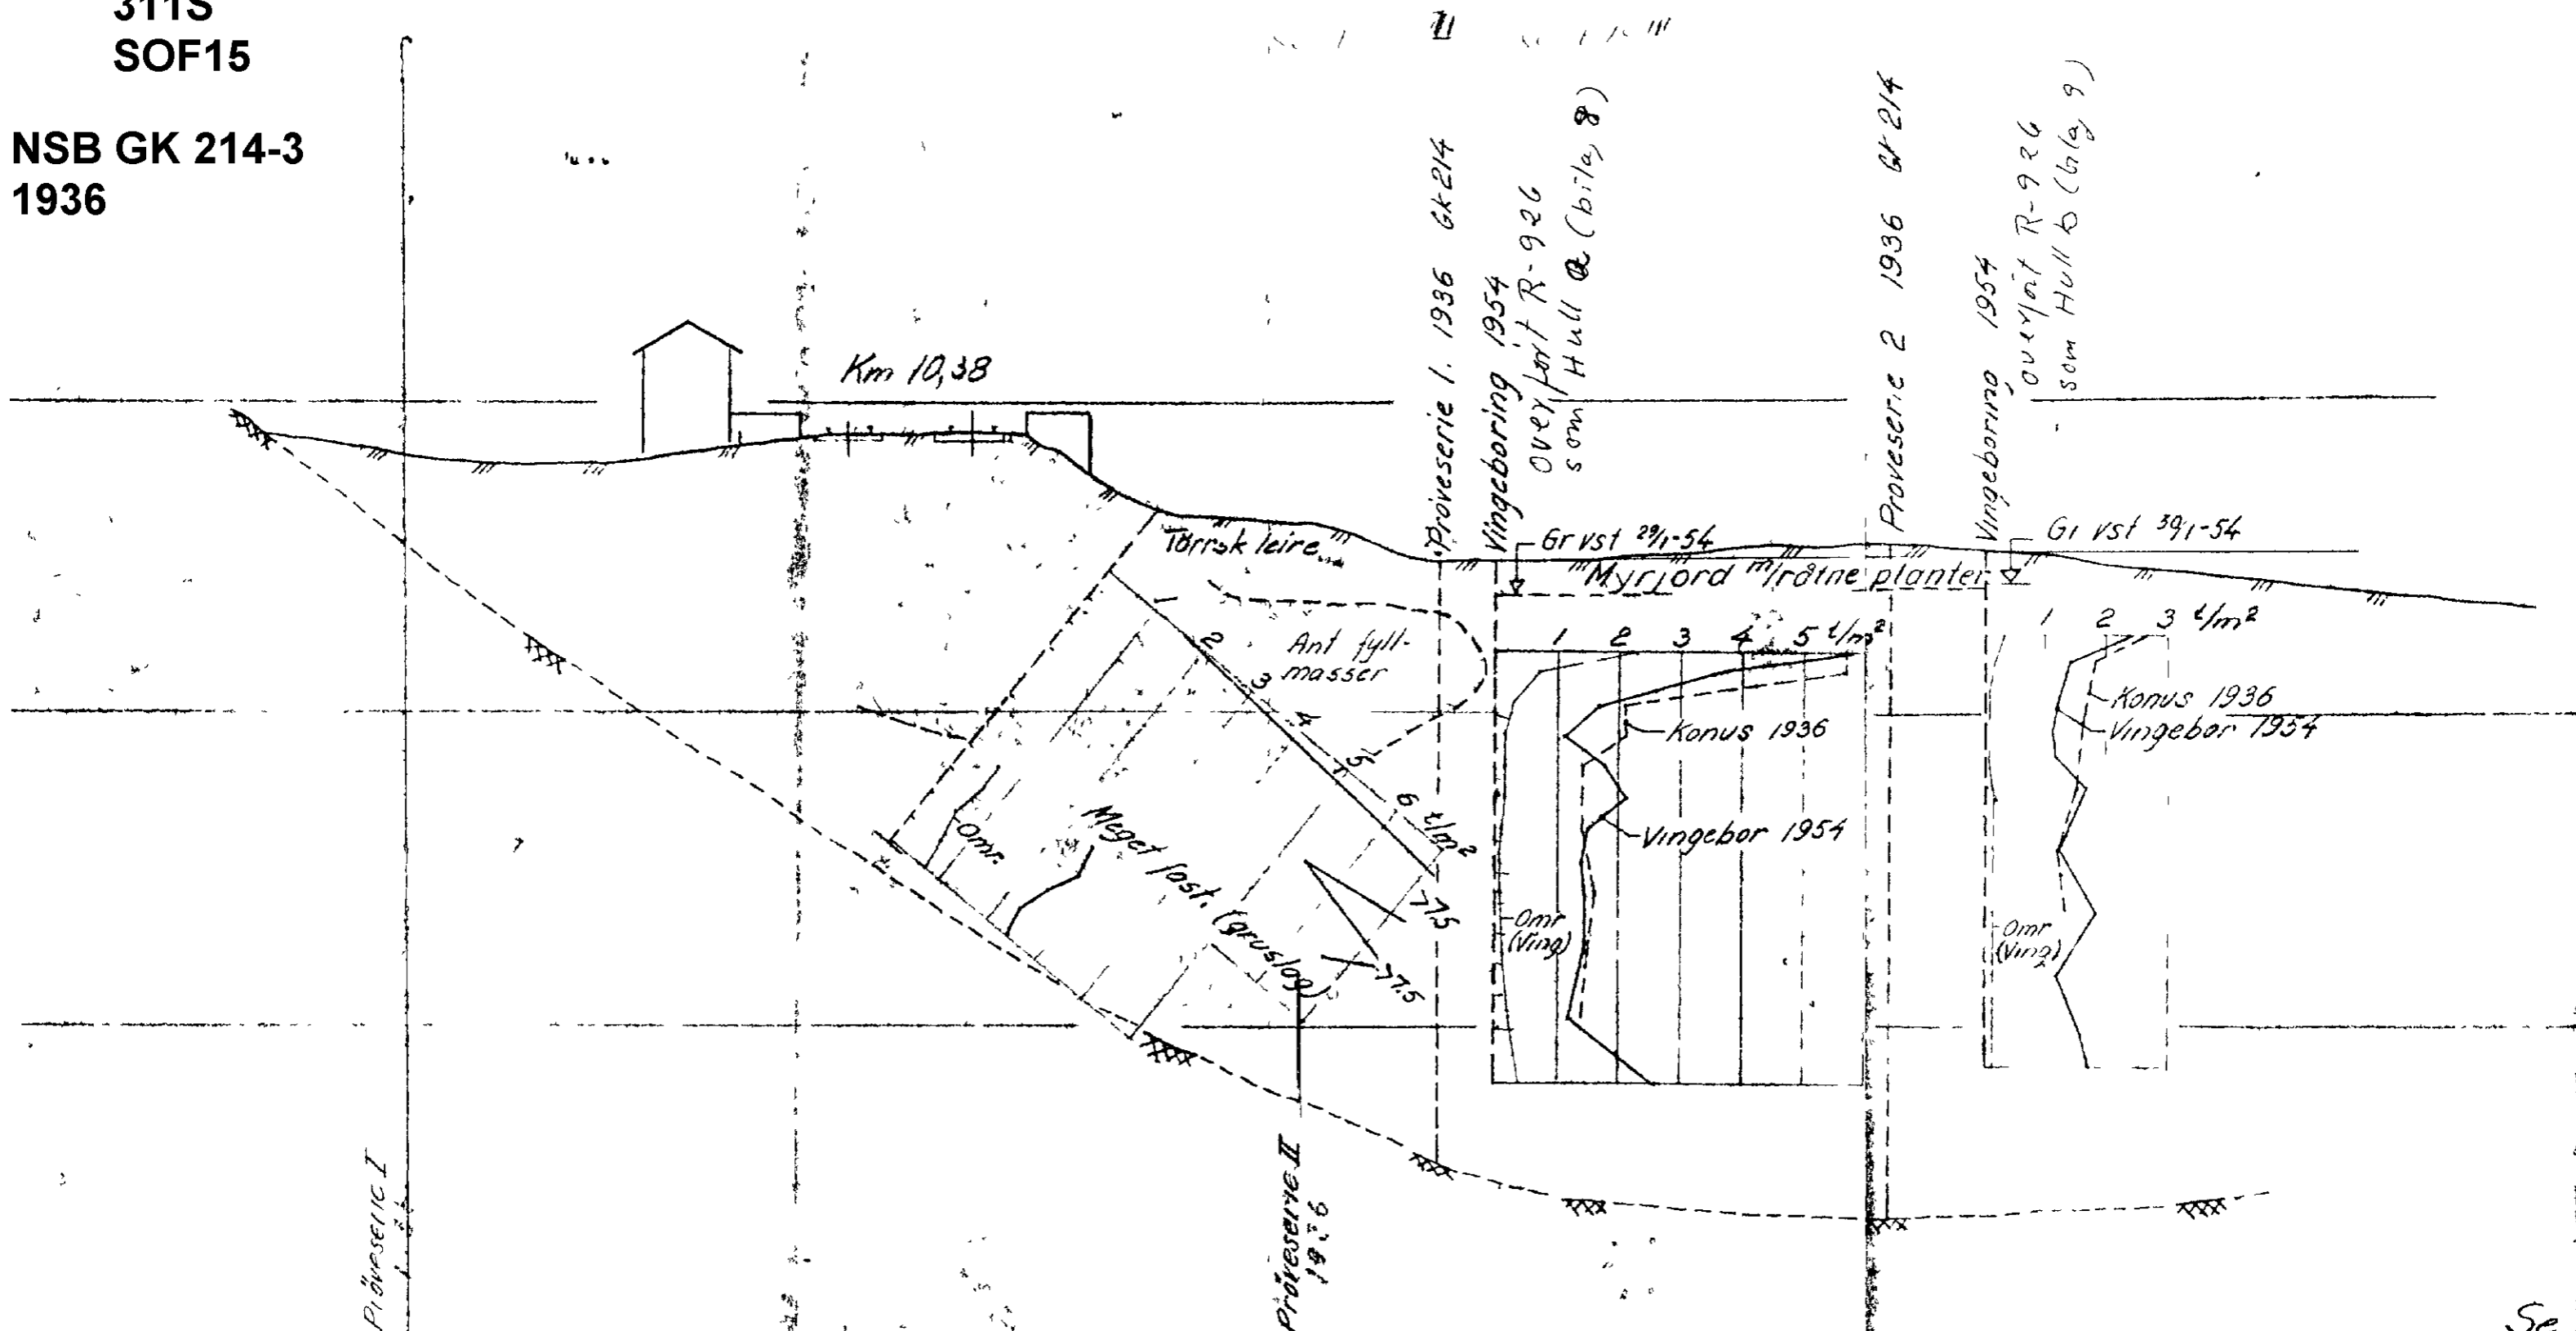 311S
SOF15
NSB GK 214-3
1936
II
Km 10,38
Prøveserie 1. 1936 GK 214
Vingeboring 1954
overført R-926
som Hull a (bilag 8)
Prøveserie 2 1936 GK 214
Vingeboring 1954
overført R-926
som Hull b (bilag 9)
Tørrsk leire
Gr vst 29/1-54
Gr vst 30/1-54
Myrjord m/råtne planter
Ant fyll-
masser
1 2 3 4 5 6 t/m²
1 2 3 4 5 t/m²
1 2 3 t/m²
Konus 1936
Vingebor 1954
Konus 1936
Vingebor 1954
Omr.
Meget fast. (gruslag)
>7.5
>7.5
Omr
(Ving)
Omr
(Ving)
Prøveserie I
Prøveserie II
1936
Se